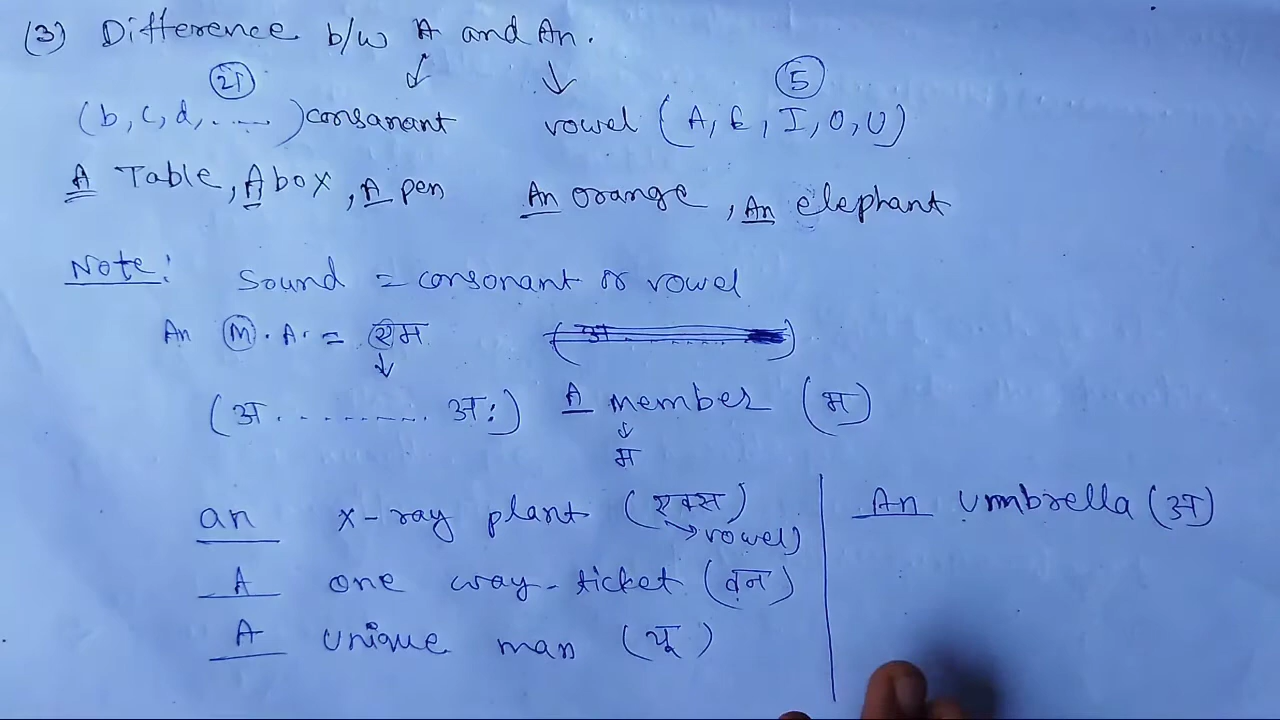 (3) Difference b/w A and An.
21 5
(b, c, d, ......) consanant vowel (A, E, I, O, U)
A Table, A box, A pen An orange, An elephant
Note: Sound = consonant or vowel
An M.A. = एम
(अ ........ अ:) A member (म)
म
an x-ray plant (एक्स) An Umbrella (अ)
→ vowel)
A one way-ticket (वन)
A unique man (यू)